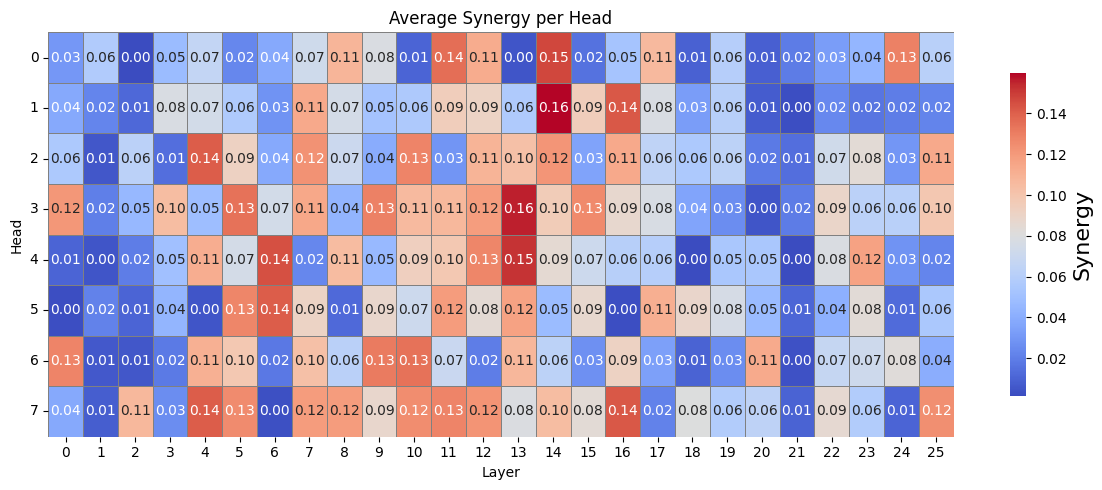 Average Synergy per Head
0 0.03 0.06 0.00 0.05 0.07 0.02 0.04 0.07 0.11 0.08 0.01 0.14 0.11 0.00 0.15 0.02 0.05 0.11 0.01 0.06 0.01 0.02 0.03 0.04 0.13 0.06
1 0.04 0.02 0.01 0.08 0.07 0.06 0.03 0.11 0.07 0.05 0.06 0.09 0.09 0.06 0.16 0.09 0.14 0.08 0.03 0.06 0.01 0.00 0.02 0.02 0.02 0.02
2 0.06 0.01 0.06 0.01 0.14 0.09 0.04 0.12 0.07 0.04 0.13 0.03 0.11 0.10 0.12 0.03 0.11 0.06 0.06 0.06 0.02 0.01 0.07 0.08 0.03 0.11
3 0.12 0.02 0.05 0.10 0.05 0.13 0.07 0.11 0.04 0.13 0.11 0.11 0.12 0.16 0.10 0.13 0.09 0.08 0.04 0.03 0.00 0.02 0.09 0.06 0.06 0.10
4 0.01 0.00 0.02 0.05 0.11 0.07 0.14 0.02 0.11 0.05 0.09 0.10 0.13 0.15 0.09 0.07 0.06 0.06 0.00 0.05 0.05 0.00 0.08 0.12 0.03 0.02
5 0.00 0.02 0.01 0.04 0.00 0.13 0.14 0.09 0.01 0.09 0.07 0.12 0.08 0.12 0.05 0.09 0.00 0.11 0.09 0.08 0.05 0.01 0.04 0.08 0.01 0.06
6 0.13 0.01 0.01 0.02 0.11 0.10 0.02 0.10 0.06 0.13 0.13 0.07 0.02 0.11 0.06 0.03 0.09 0.03 0.01 0.03 0.11 0.00 0.07 0.07 0.08 0.04
7 0.04 0.01 0.11 0.03 0.14 0.13 0.00 0.12 0.12 0.09 0.12 0.13 0.12 0.08 0.10 0.08 0.14 0.02 0.08 0.06 0.06 0.01 0.09 0.06 0.01 0.12
0 1 2 3 4 5 6 7 8 9 10 11 12 13 14 15 16 17 18 19 20 21 22 23 24 25
Layer
Head
0.14
0.12
0.10
0.08
0.06
0.04
0.02
Synergy